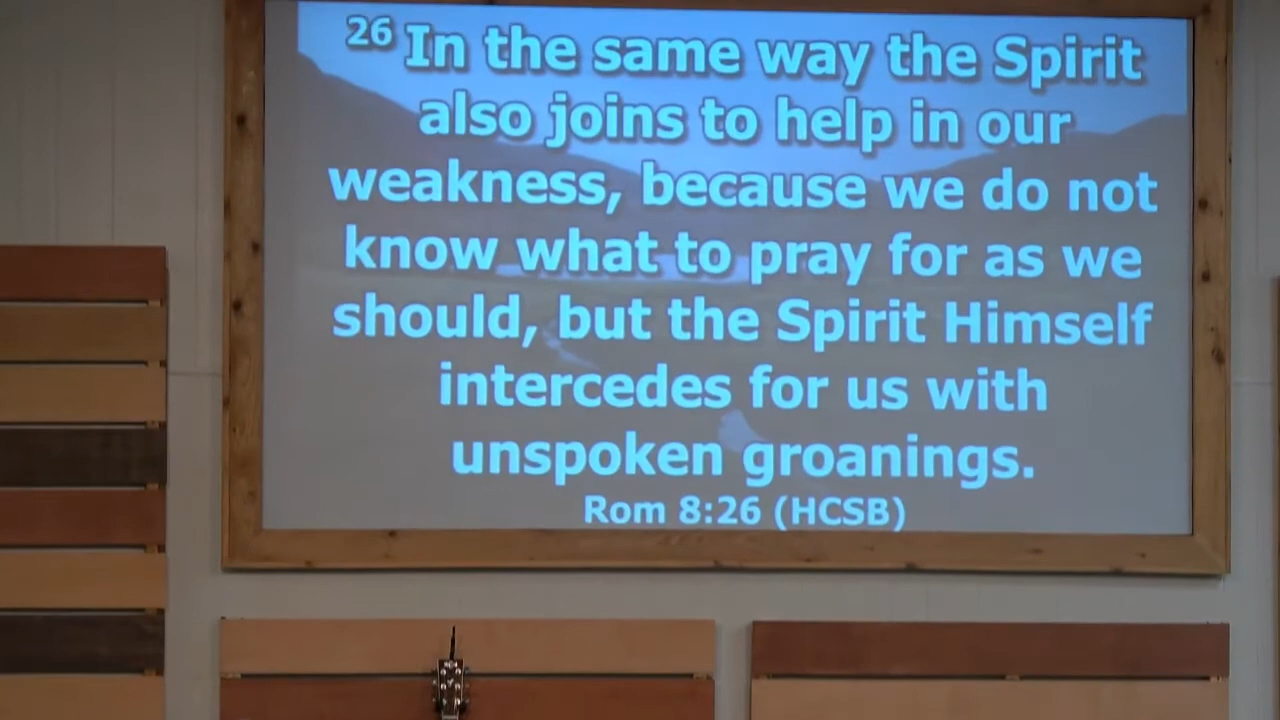 26 In the same way the Spirit
also joins to help in our
weakness, because we do not
know what to pray for as we
should, but the Spirit Himself
intercedes for us with
unspoken groanings.
Rom 8:26 (HCSB)